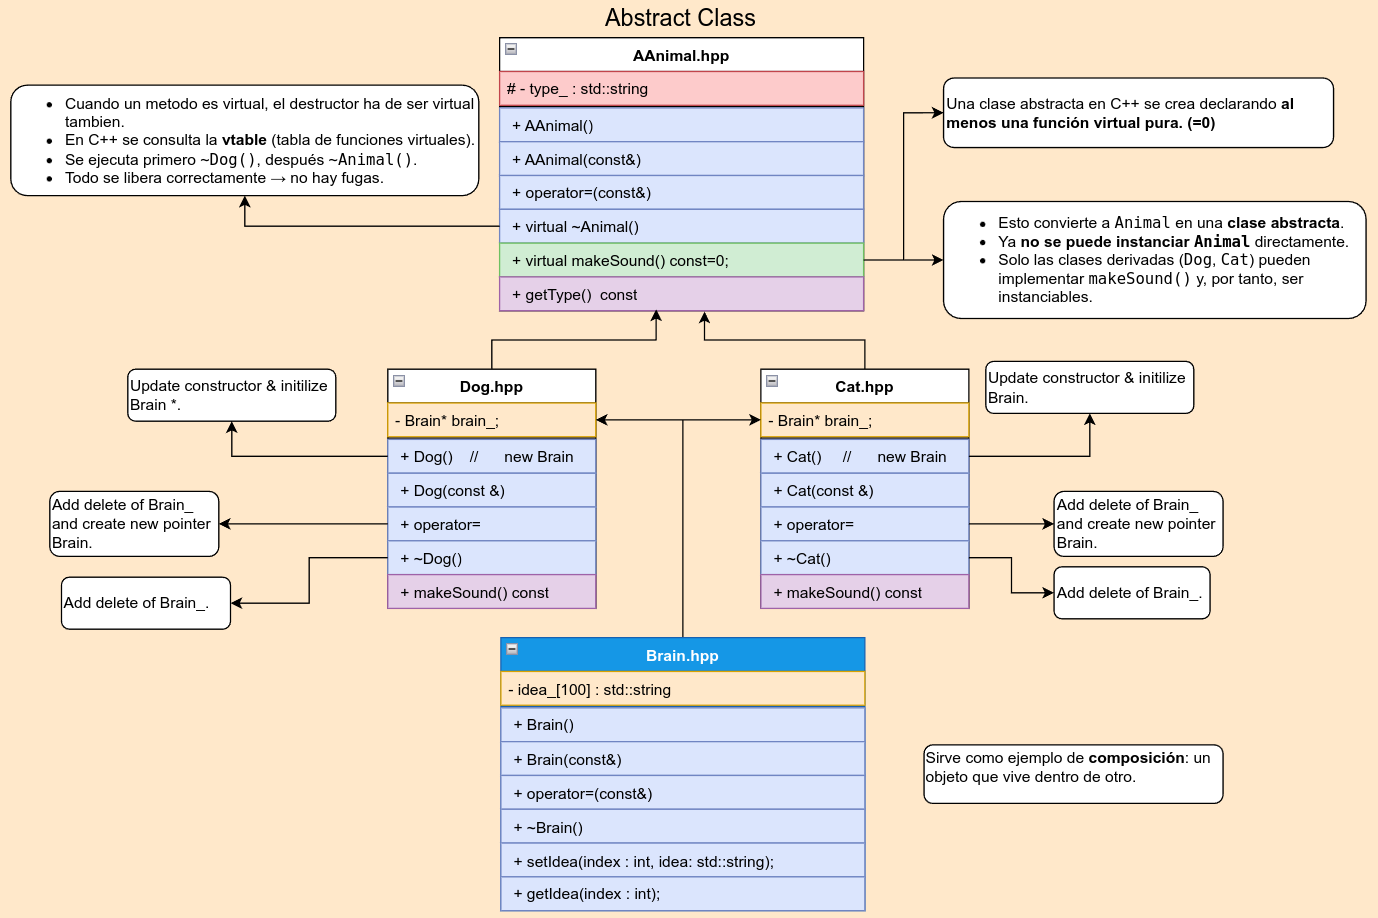 Abstract Class
AAnimal.hpp
# - type_ : std::string
+ AAnimal()
+ AAnimal(const&)
+ operator=(const&)
+ virtual ~Animal()
+ virtual makeSound() const=0;
+ getType()  const
• Cuando un metodo es virtual, el destructor ha de ser virtual
tambien.
• En C++ se consulta la vtable (tabla de funciones virtuales).
• Se ejecuta primero ~Dog(), después ~Animal().
• Todo se libera correctamente → no hay fugas.
Una clase abstracta en C++ se crea declarando al
menos una función virtual pura. (=0)
• Esto convierte a Animal en una clase abstracta.
• Ya no se puede instanciar Animal directamente.
• Solo las clases derivadas (Dog, Cat) pueden
implementar makeSound() y, por tanto, ser
instanciables.
Update constructor & initilize
Brain *.
Dog.hpp
- Brain* brain_;
+ Dog()    //      new Brain
+ Dog(const &)
+ operator=
+ ~Dog()
+ makeSound() const
Add delete of Brain_
and create new pointer
Brain.
Add delete of Brain_.
Cat.hpp
- Brain* brain_;
+ Cat()     //      new Brain
+ Cat(const &)
+ operator=
+ ~Cat()
+ makeSound() const
Update constructor & initilize
Brain.
Add delete of Brain_
and create new pointer
Brain.
Add delete of Brain_.
Brain.hpp
- idea_[100] : std::string
+ Brain()
+ Brain(const&)
+ operator=(const&)
+ ~Brain()
+ setIdea(index : int, idea: std::string);
+ getIdea(index : int);
Sirve como ejemplo de composición: un
objeto que vive dentro de otro.